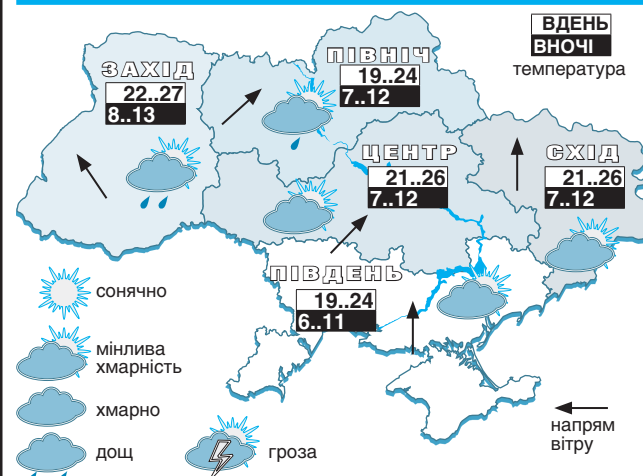 ВДЕНЬ
ВНОЧІ
температура
ПІВНІЧ
19..24
7..12
ЗАХІД
22..27
8..13
ЦЕНТР
21..26
7..12
СХІД
21..26
7..12
ПІВДЕНЬ
19..24
6..11
сонячно
мінлива
хмарність
хмарно
дощ
гроза
напрям
вітру